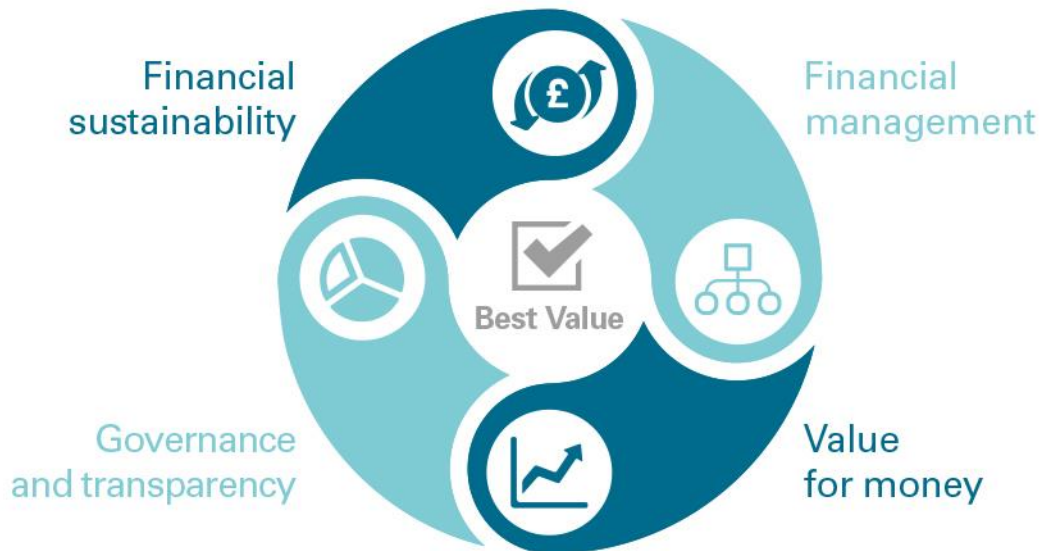 Financial
sustainability
Financial
management
£
Best Value
Governance
and transparency
Value
for money